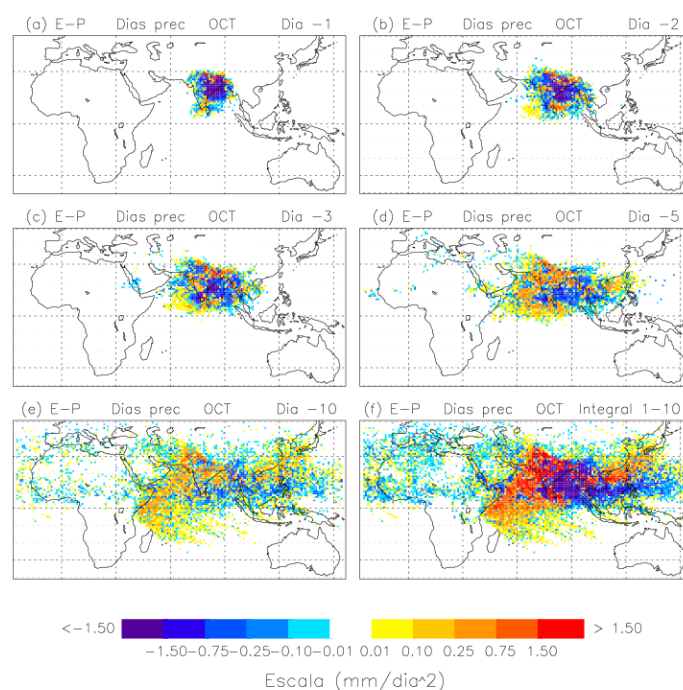 (a) E-P Dias prec OCT Dia -1
(b) E-P Dias prec OCT Dia -2
(c) E-P Dias prec OCT Dia -3
(d) E-P Dias prec OCT Dia -5
(e) E-P Dias prec OCT Dia -10
(f) E-P Dias prec OCT Integral 1-10
<-1.50 > 1.50
-1.50-0.75-0.25-0.10-0.01 0.01 0.10 0.25 0.75 1.50
Escala (mm/dia^2)